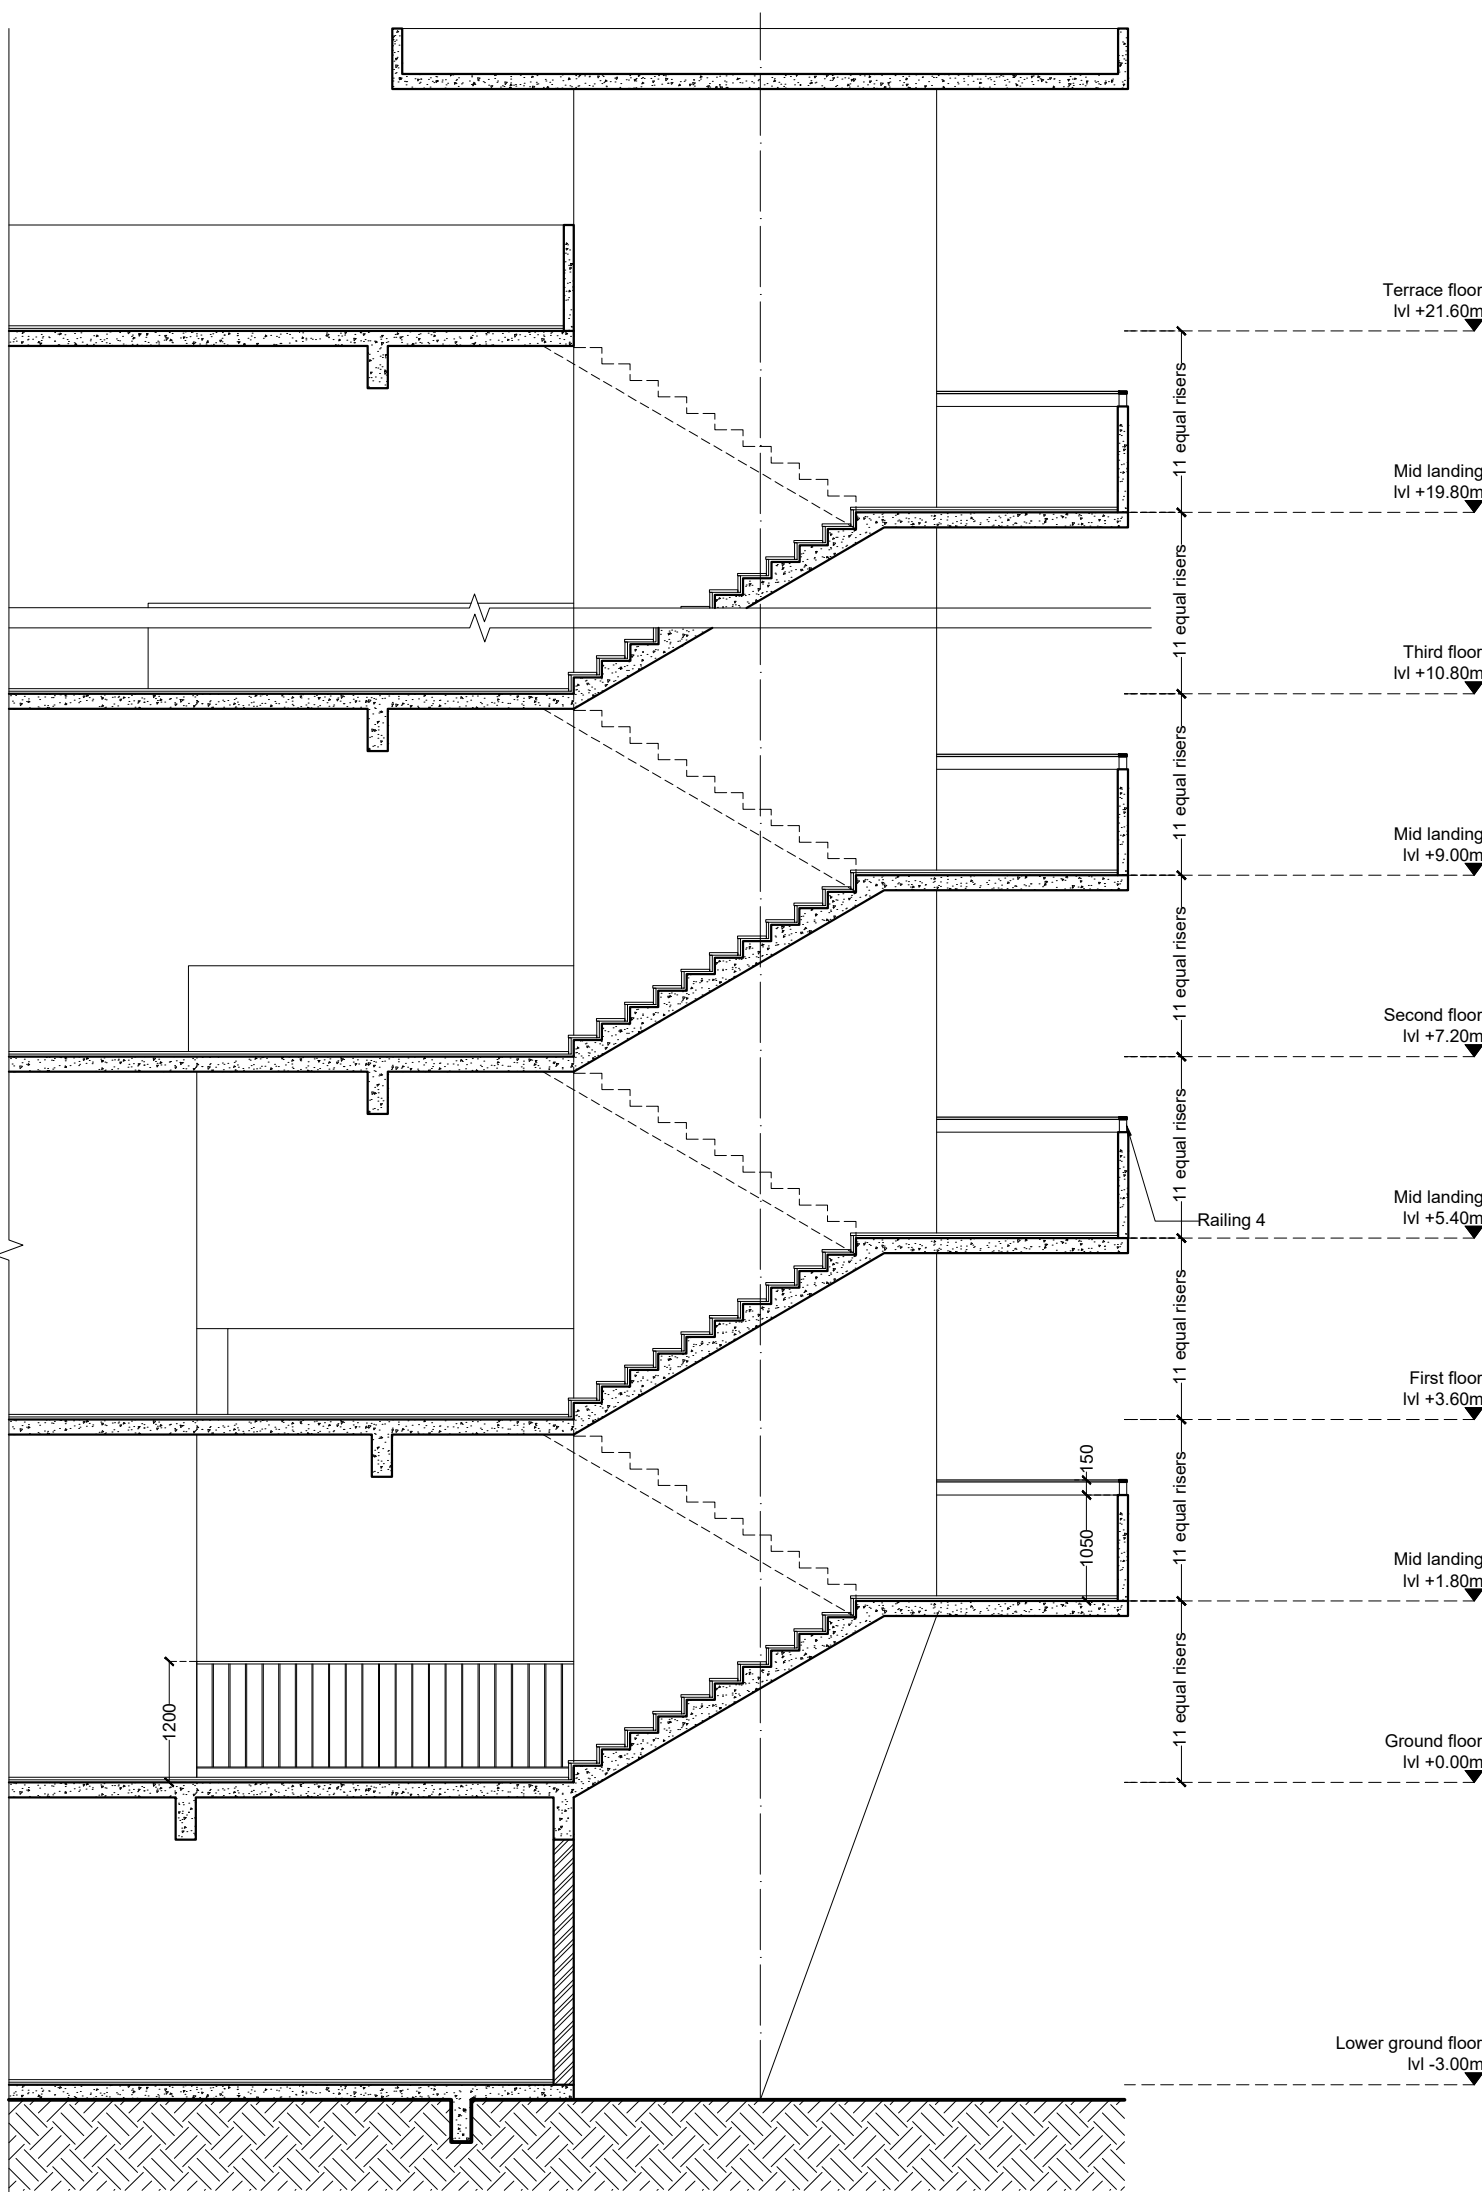 Terrace floor
lvl +21.60m
11 equal risers
Mid landing
lvl +19.80m
11 equal risers
Third floor
lvl +10.80m
11 equal risers
Mid landing
lvl +9.00m
11 equal risers
Second floor
lvl +7.20m
11 equal risers
Railing 4
Mid landing
lvl +5.40m
11 equal risers
First floor
lvl +3.60m
150
11 equal risers
1050
Mid landing
lvl +1.80m
11 equal risers
1200
Ground floor
lvl +0.00m
Lower ground floor
lvl -3.00m